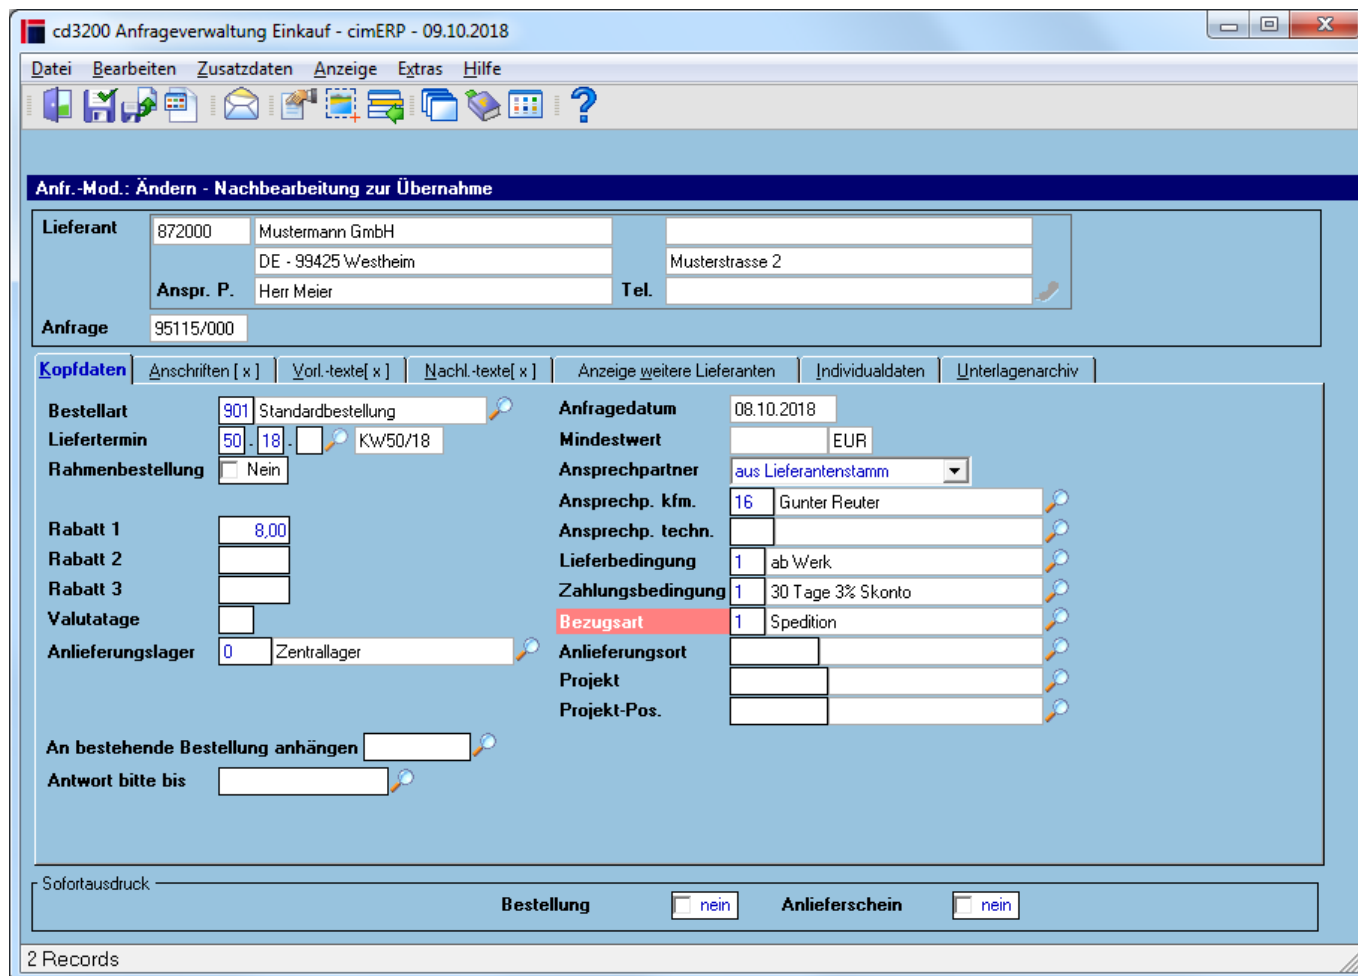 cd3200 Anfrageverwaltung Einkauf - cimERP - 09.10.2018
Datei Bearbeiten Zusatzdaten Anzeige Extras Hilfe
Anfr.-Mod.: Ändern - Nachbearbeitung zur Übernahme
Lieferant 872000 Mustermann GmbH
DE - 99425 Westheim Musterstrasse 2
Anspr. P. Herr Meier Tel.
Anfrage 95115/000
Kopfdaten Anschriften [ x ] Vorl.-texte[ x ] Nachl.-texte[ x ] Anzeige weitere Lieferanten Individualdaten Unterlagenarchiv
Bestellart 901 Standardbestellung
Liefertermin 50 . 18 . KW50/18
Rahmenbestellung Nein
Rabatt 1 8,00
Rabatt 2
Rabatt 3
Valutatage
Anlieferungslager 0 Zentrallager
An bestehende Bestellung anhängen
Antwort bitte bis
Anfragedatum 08.10.2018
Mindestwert EUR
Ansprechpartner aus Lieferantenstamm
Ansprechp. kfm. 16 Gunter Reuter
Ansprechp. techn.
Lieferbedingung 1 ab Werk
Zahlungsbedingung 1 30 Tage 3% Skonto
Bezugsart 1 Spedition
Anlieferungsort
Projekt
Projekt-Pos.
Sofortausdruck
Bestellung nein Anlieferschein nein
2 Records